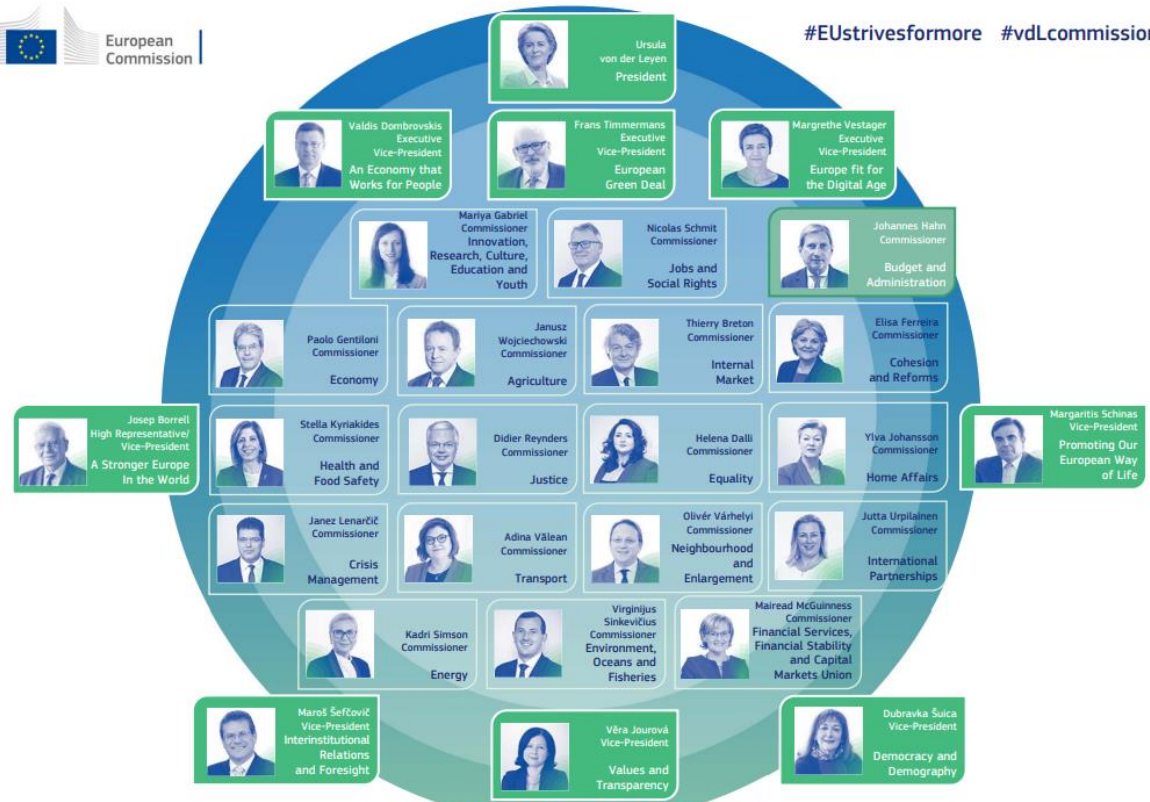 European
Commission
#EUstrivesformore #vdLcommission
Ursula
von der Leyen
President
Valdis Dombrovskis
Executive
Vice-President
An Economy that
Works for People
Frans Timmermans
Executive
Vice-President
European
Green Deal
Margrethe Vestager
Executive
Vice-President
Europe fit for
the Digital Age
Mariya Gabriel
Commissioner
Innovation,
Research, Culture,
Education and
Youth
Nicolas Schmit
Commissioner
Jobs and
Social Rights
Johannes Hahn
Commissioner
Budget and
Administration
Paolo Gentiloni
Commissioner
Economy
Janusz
Wojciechowski
Commissioner
Agriculture
Thierry Breton
Commissioner
Internal
Market
Elisa Ferreira
Commissioner
Cohesion
and Reforms
Josep Borrell
High Representative/
Vice-President
A Stronger Europe
In the World
Stella Kyriakides
Commissioner
Health and
Food Safety
Didier Reynders
Commissioner
Justice
Helena Dalli
Commissioner
Equality
Ylva Johansson
Commissioner
Home Affairs
Margaritis Schinas
Vice-President
Promoting Our
European Way
of Life
Janez Lenarčič
Commissioner
Crisis
Management
Adina Vălean
Commissioner
Transport
Olivér Várhelyi
Commissioner
Neighbourhood
and
Enlargement
Jutta Urpilainen
Commissioner
International
Partnerships
Kadri Simson
Commissioner
Energy
Virginijus
Sinkevičius
Commissioner
Environment,
Oceans and
Fisheries
Mairead McGuinness
Commissioner
Financial Services,
Financial Stability
and Capital
Markets Union
Maroš Šefčovič
Vice-President
Interinstitutional
Relations
and Foresight
Věra Jourová
Vice-President
Values and
Transparency
Dubravka Šuica
Vice-President
Democracy and
Demography